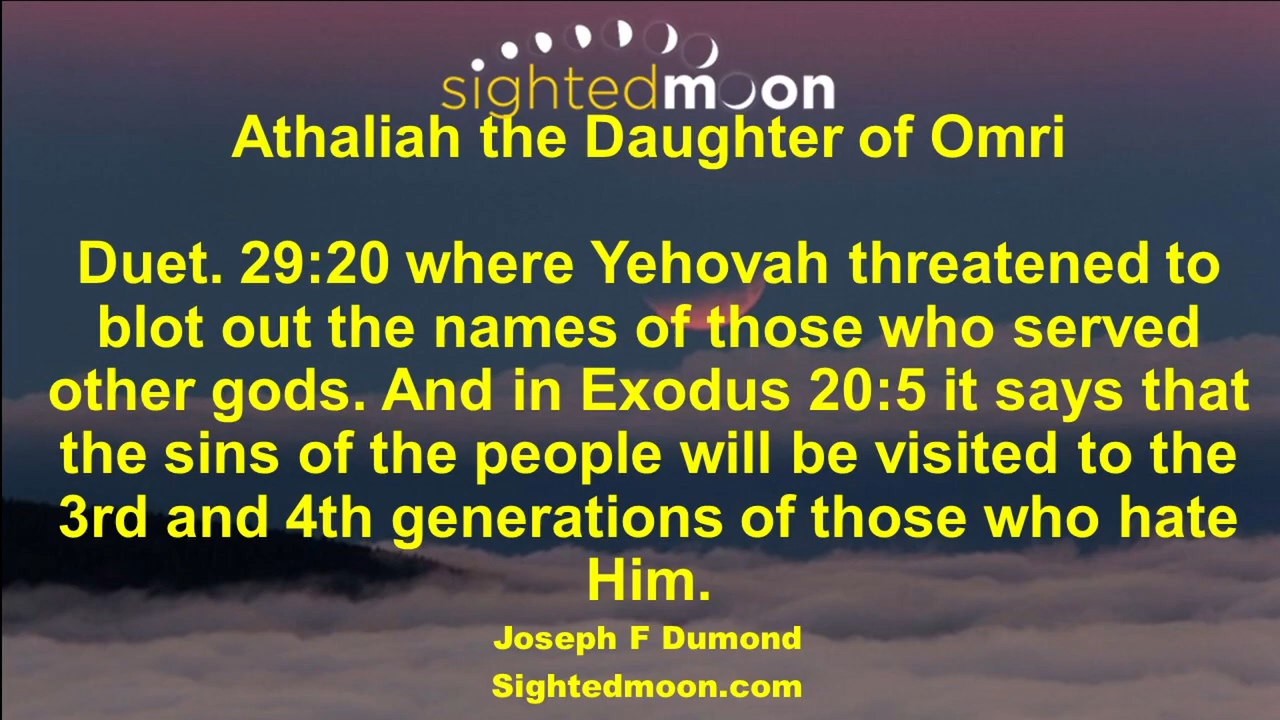 sightedmoon
Athaliah the Daughter of Omri
Duet. 29:20 where Yehovah threatened to
blot out the names of those who served
other gods. And in Exodus 20:5 it says that
the sins of the people will be visited to the
3rd and 4th generations of those who hate
Him.
Joseph F Dumond
Sightedmoon.com